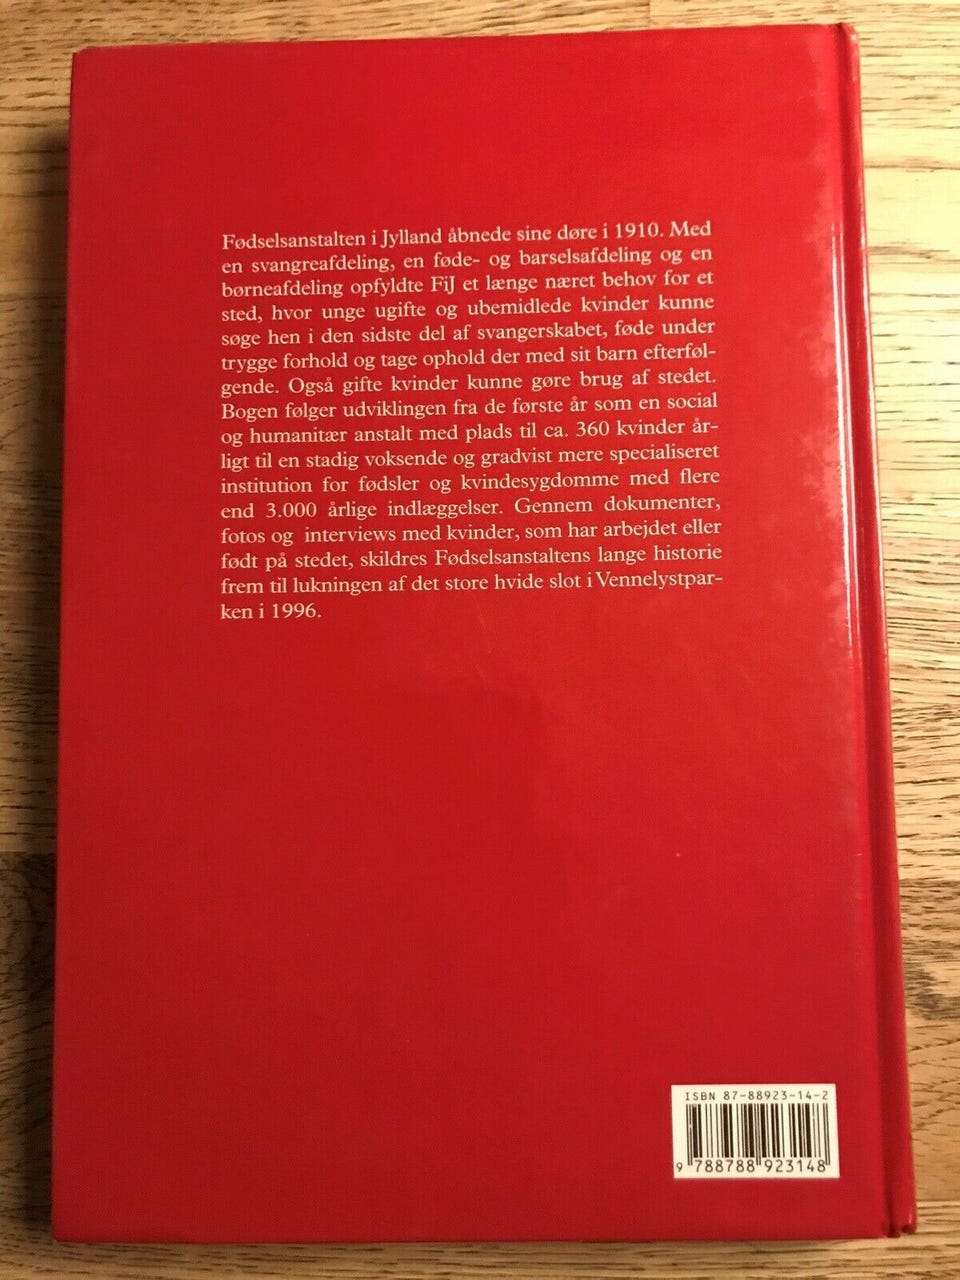 Fødselsanstalten i Jylland åbnede sine døre i 1910. Med
en svangreafdeling, en føde- og barselsafdeling og en
børneafdeling opfyldte FiJ et længe næret behov for et
sted, hvor unge ugifte og ubemidlede kvinder kunne
søge hen i den sidste del af svangerskabet, føde under
trygge forhold og tage ophold der med sit barn efterføl-
gende. Også gifte kvinder kunne gøre brug af stedet.
Bogen følger udviklingen fra de første år som en social
og humanitær anstalt med plads til ca. 360 kvinder år-
ligt til en stadig voksende og gradvist mere specialiseret
institution for fødsler og kvindesygdomme med flere
end 3.000 årlige indlæggelser. Gennem dokumenter,
fotos og interviews med kvinder, som har arbejdet eller
født på stedet, skildres Fødselsanstaltens lange historie
frem til lukningen af det store hvide slot i Vennelystpar-
ken i 1996.
ISBN 87-88923-14-2
9 788788 923148